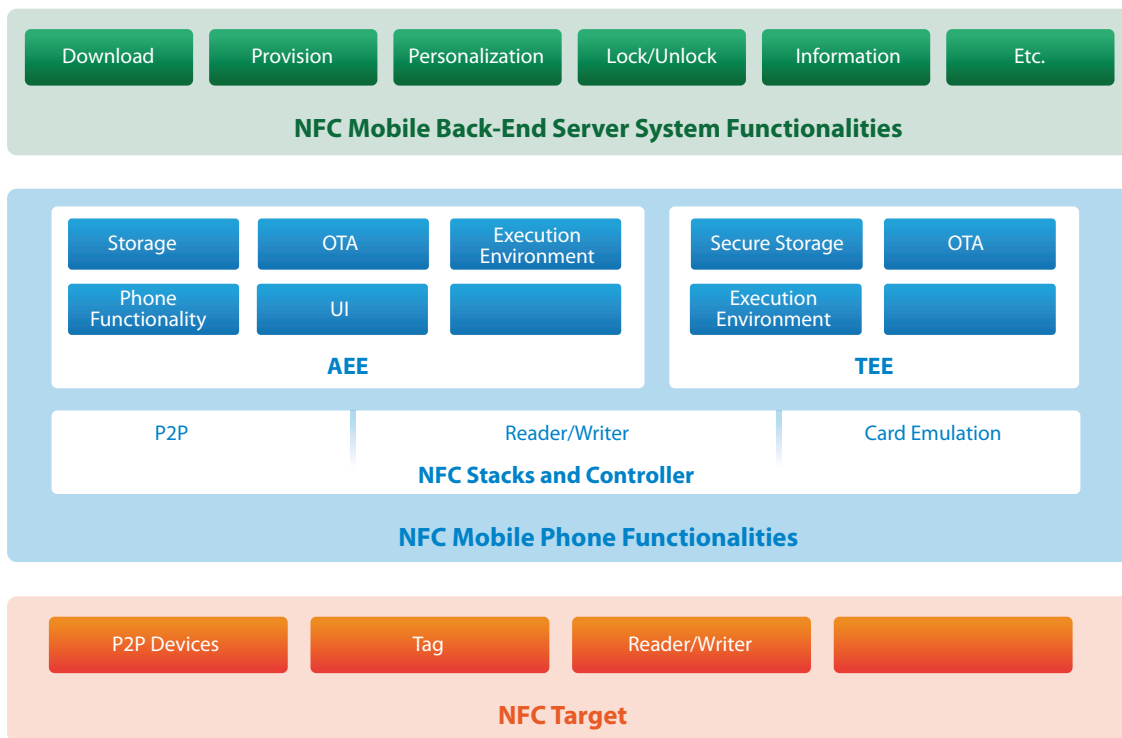 Download
Provision
Personalization
Lock/Unlock
Information
Etc.
NFC Mobile Back-End Server System Functionalities
Storage
OTA
Execution
Environment
Phone
Functionality
UI
AEE
Secure Storage
OTA
Execution
Environment
TEE
P2P
Reader/Writer
Card Emulation
NFC Stacks and Controller
NFC Mobile Phone Functionalities
P2P Devices
Tag
Reader/Writer
NFC Target